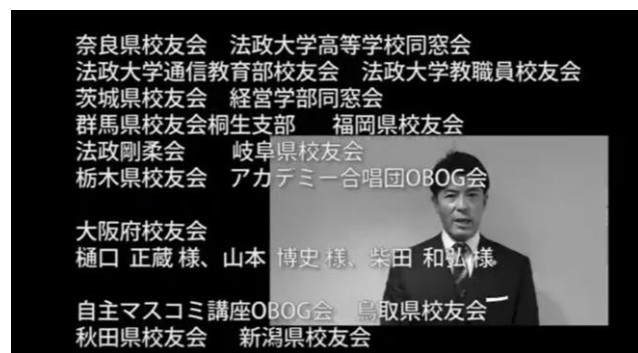 奈良県校友会　法政大学高等学校同窓会
法政大学通信教育部校友会　法政大学教職員校友会
茨城県校友会　経営学部同窓会
群馬県校友会桐生支部　福岡県校友会
法政剛柔会　岐阜県校友会
栃木県校友会　アカデミー合唱団OBOG会
大阪府校友会
樋口 正蔵 様、山本 博史 様、柴田 和弘 様
自主マスコミ講座OBOG会　鳥取県校友会
秋田県校友会　新潟県校友会